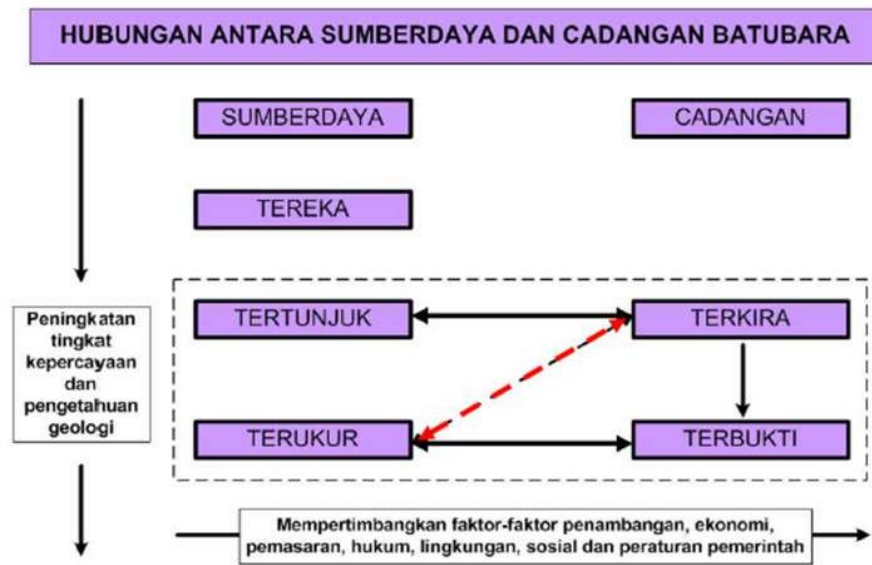 HUBUNGAN ANTARA SUMBERDAYA DAN CADANGAN BATUBARA
SUMBERDAYA
CADANGAN
TEREKA
TERTUNJUK
TERKIRA
Peningkatan
tingkat
kepercayaan
dan
pengetahuan
geologi
TERUKUR
TERBUKTI
Mempertimbangkan faktor-faktor penambangan, ekonomi,
pemasaran, hukum, lingkungan, sosial dan peraturan pemerintah